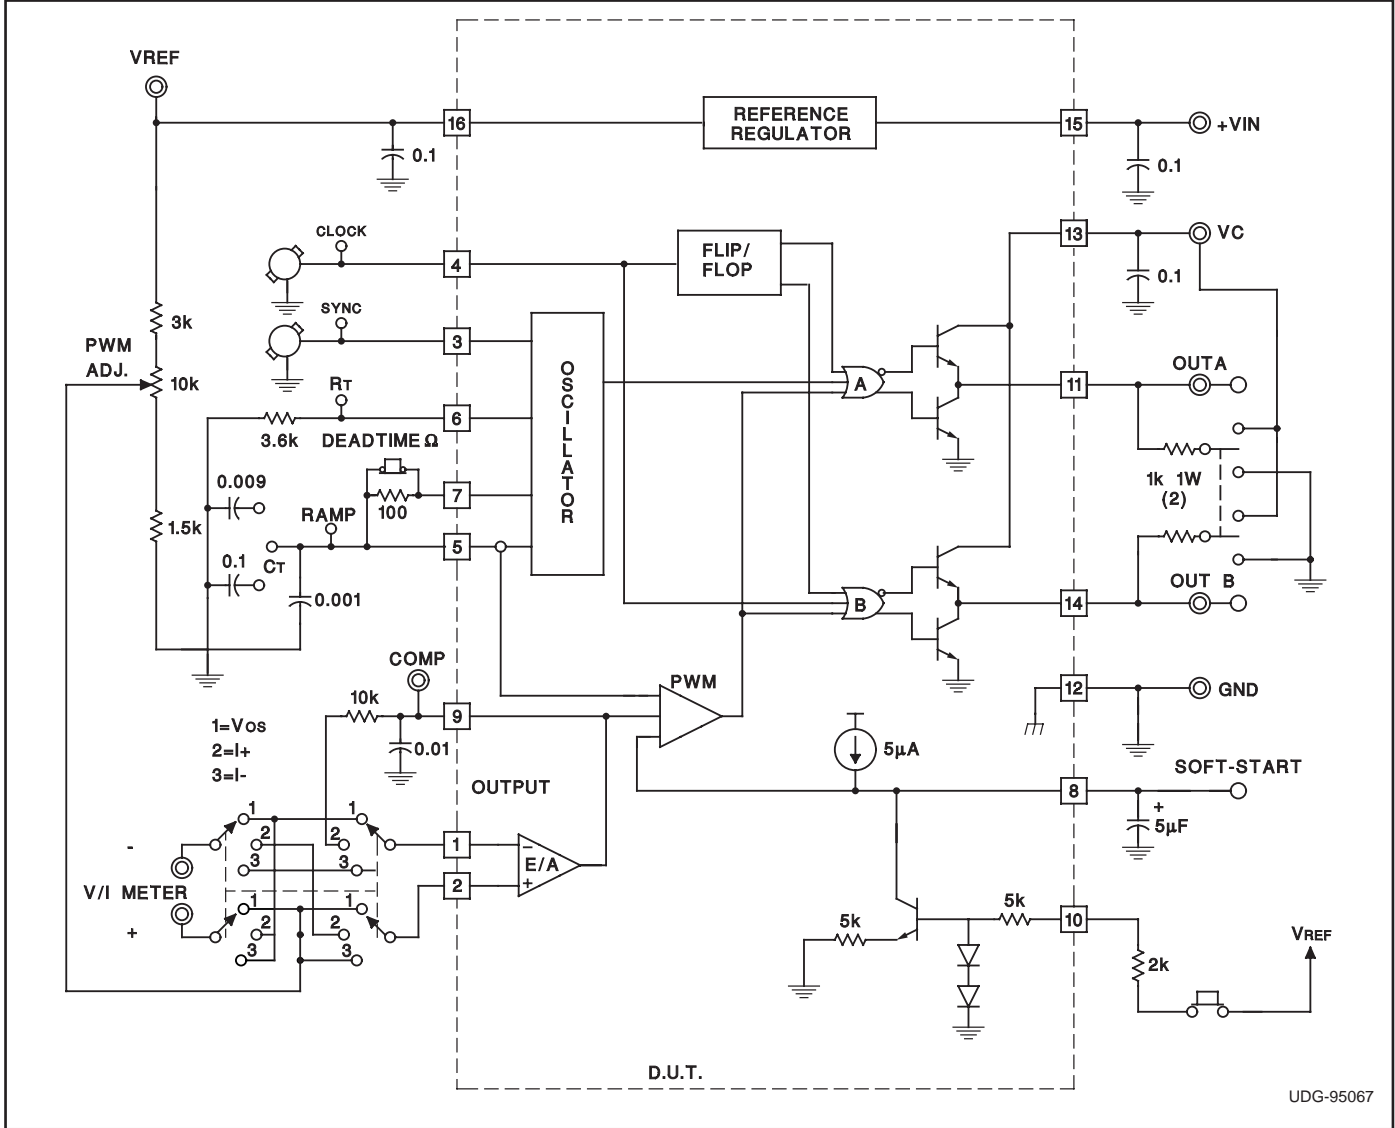 VREF
16
REFERENCE
REGULATOR
15
+VIN
0.1
0.1
CLOCK
4
FLIP/
FLOP
13
VC
0.1
SYNC
3
3k
PWM
ADJ.
10k
RT
6
3.6k
DEADTIME Ω
OSCILLATOR
A
11
OUTA
0.009
7
100
1k 1W
(2)
1.5k
RAMP
5
0.1
CT
0.001
B
14
OUT B
COMP
10k
9
PWM
12
GND
1=VOS
2=I+
3=I-
0.01
OUTPUT
5µA
8
SOFT-START
+
5µF
1
2
3
1
2
3
-
V/I METER
+
1
2
3
1
2
3
1
2
−
E/A
+
5k
5k
10
2k
VREF
D.U.T.
UDG-95067